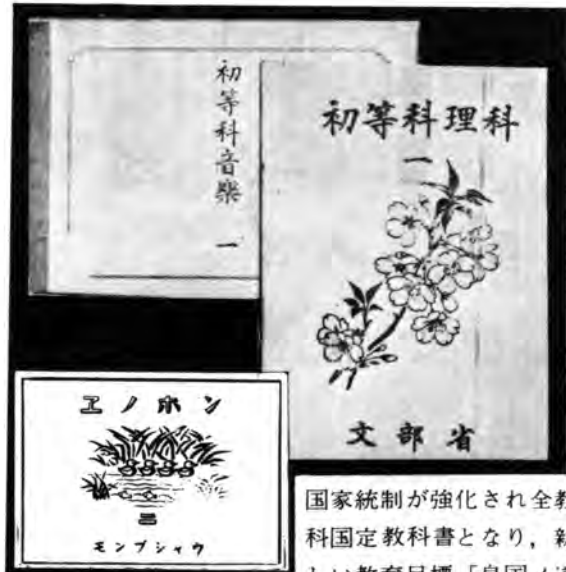 初等科音樂 一
初等科理科
一
文部省
ヱノホン
三
モンブシャウ
国家統制が強化され全教
科国定教科書となり，新